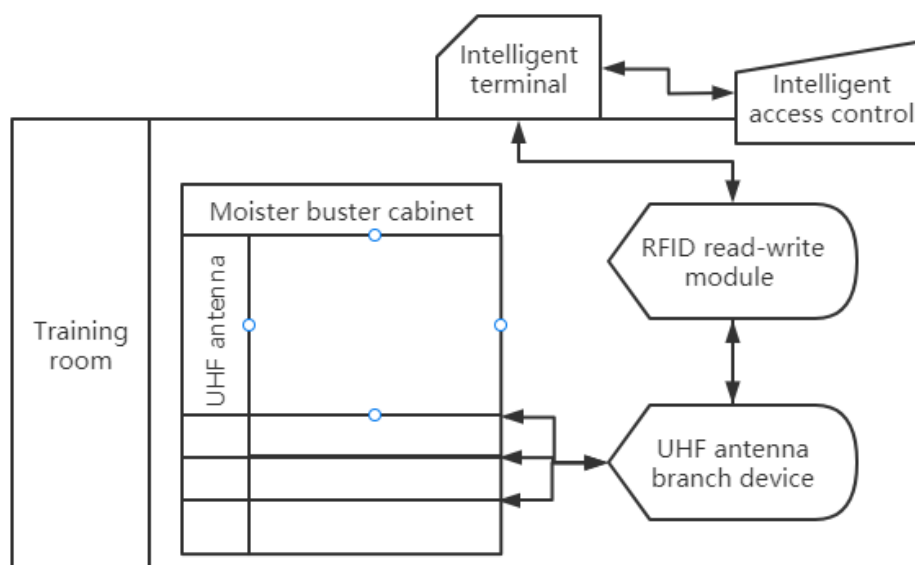 Intelligent
terminal
Intelligent
access control
Moister buster cabinet
RFID read-write
module
UHF antenna
Training
room
UHF antenna
branch device